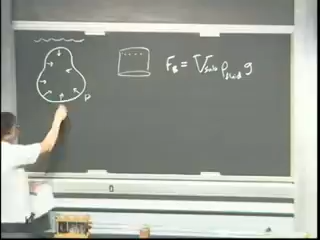 F_B = V_sub ρ_fluid g
P